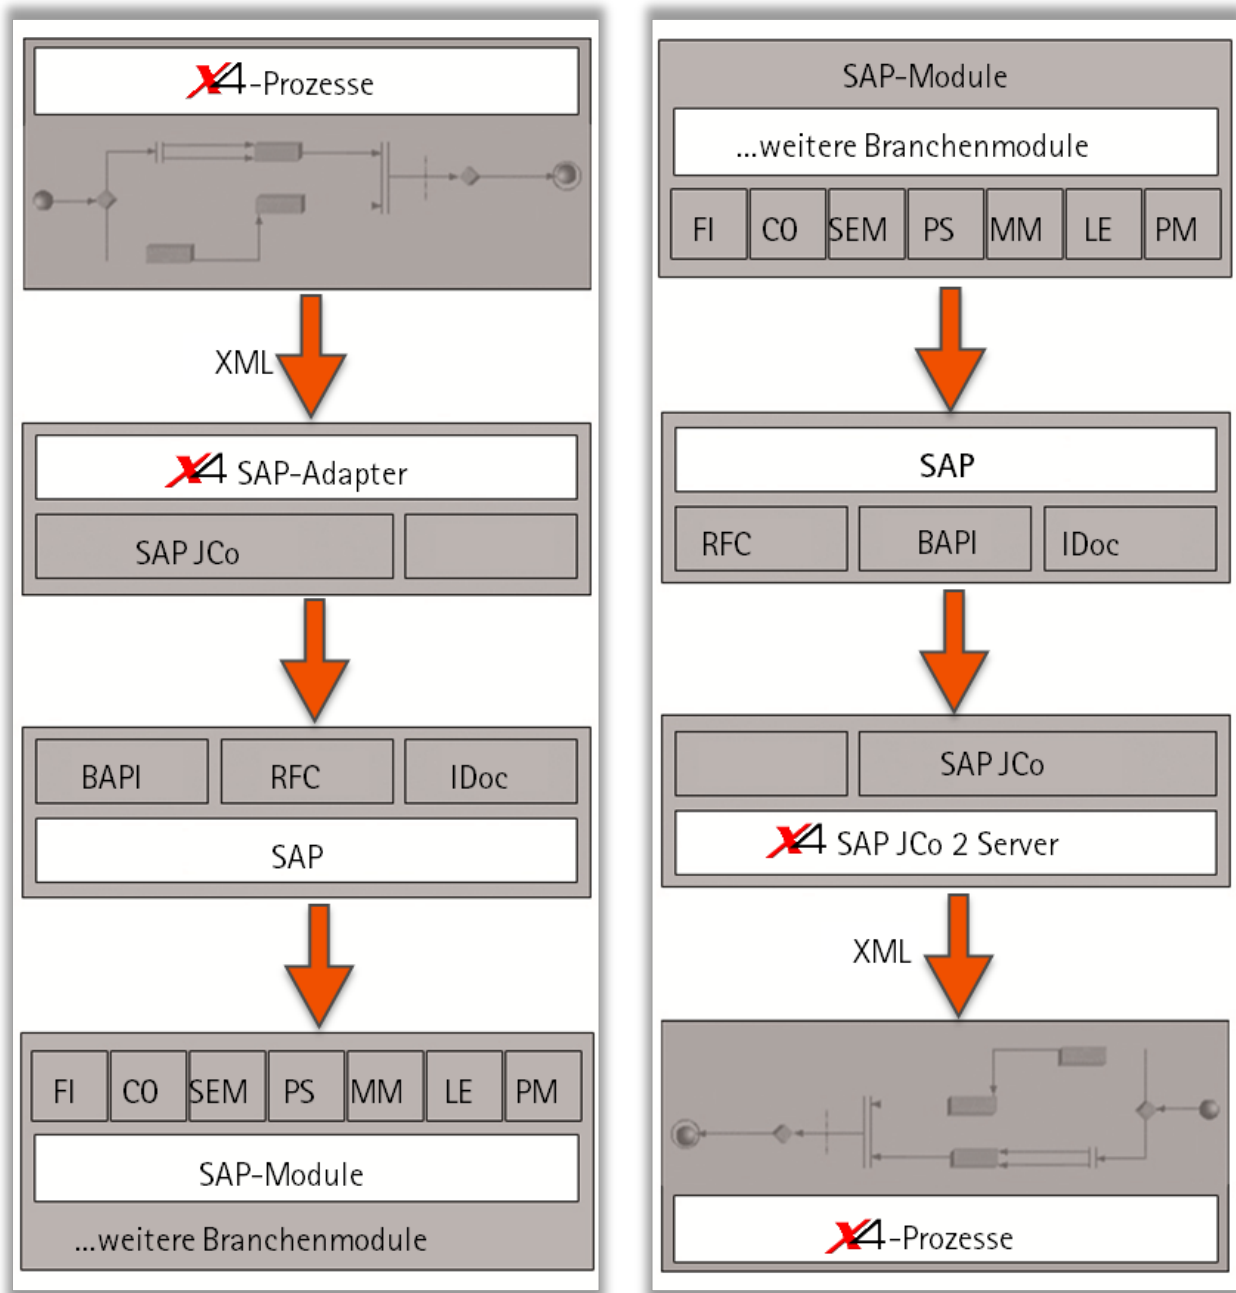 X4-Prozesse
XML
X4 SAP-Adapter
SAP JCo
BAPI RFC IDoc
SAP
FI CO SEM PS MM LE PM
SAP-Module
...weitere Branchenmodule
SAP-Module
...weitere Branchenmodule
FI CO SEM PS MM LE PM
SAP
RFC BAPI IDoc
SAP JCo
X4 SAP JCo 2 Server
XML
X4-Prozesse